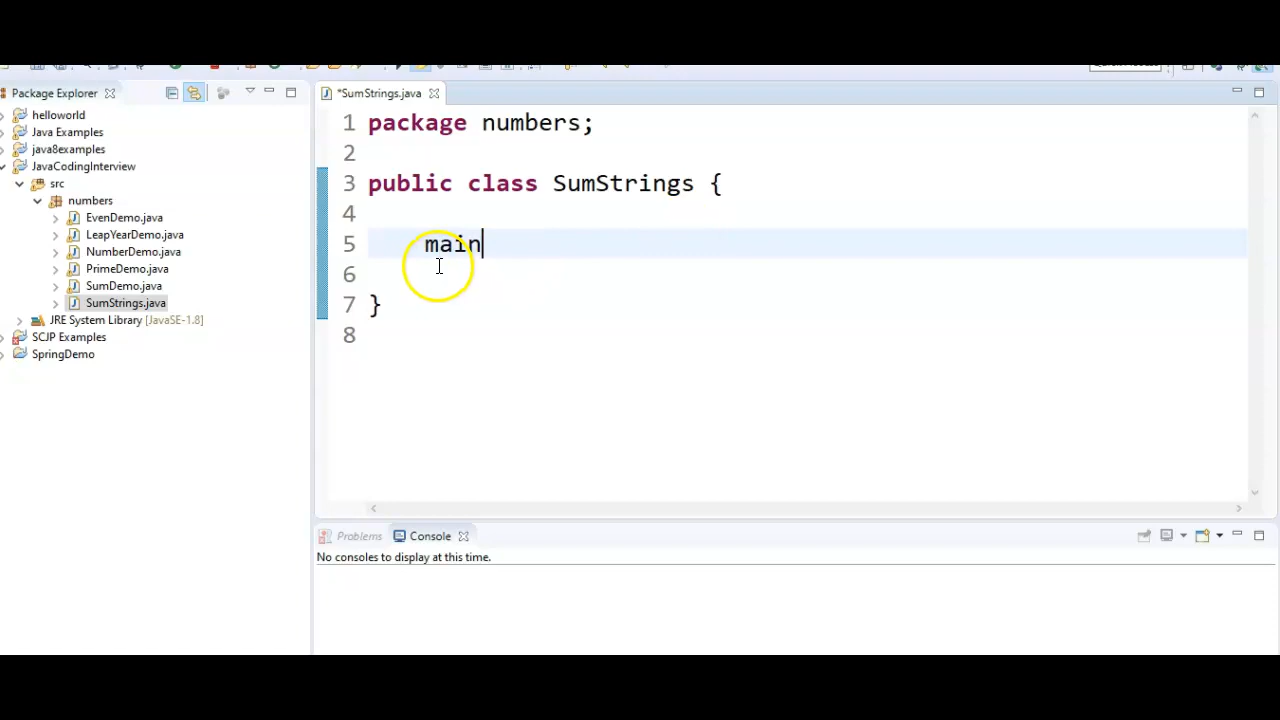 Package Explorer
helloworld
Java Examples
java8examples
JavaCodingInterview
src
numbers
EvenDemo.java
LeapYearDemo.java
NumberDemo.java
PrimeDemo.java
SumDemo.java
SumStrings.java
JRE System Library [JavaSE-1.8]
SCJP Examples
SpringDemo
*SumStrings.java
1 package numbers;
2
3 public class SumStrings {
4
5 main
6
7 }
8
Problems Console
No consoles to display at this time.